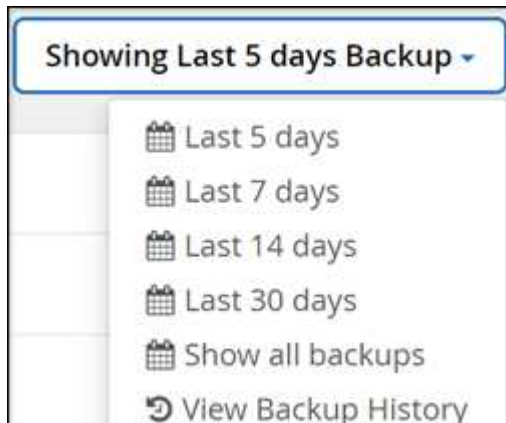 Showing Last 5 days Backup
Last 5 days
Last 7 days
Last 14 days
Last 30 days
Show all backups
View Backup History